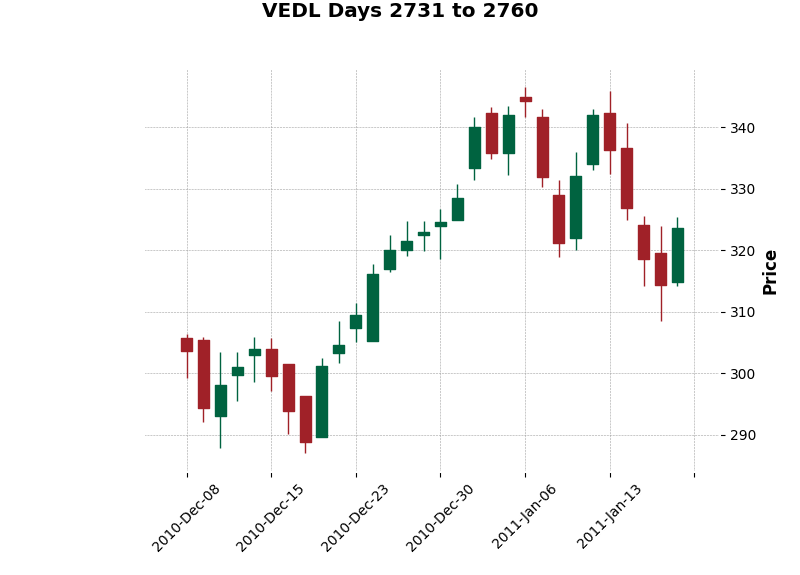 VEDL Days 2731 to 2760
340
330
320
310
300
290
Price
2010-Dec-08
2010-Dec-15
2010-Dec-23
2010-Dec-30
2011-Jan-06
2011-Jan-13